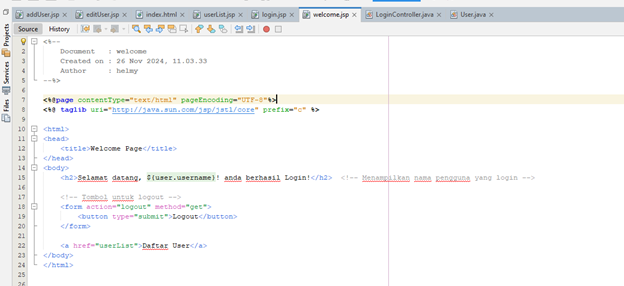 addUser.jsp editUser.jsp index.html userList.jsp login.jsp welcome.jsp LoginController.java User.java
Source History
Projects
Services
Files
1 <%--
2 Document : welcome
3 Created on : 26 Nov 2024, 11.03.33
4 Author : helmy
5 --%>
6
7 <%@page contentType="text/html" pageEncoding="UTF-8"%>
8 <%@ taglib uri="http://java.sun.com/jsp/jstl/core" prefix="c" %>
9
10 <html>
11 <head>
12 <title>Welcome Page</title>
13 </head>
14 <body>
15 <h2>Selamat datang, ${user.username}! anda berhasil Login!</h2> <!-- Menampilkan nama pengguna yang login -->
16
17 <!-- Tombol untuk logout -->
18 <form action="logout" method="get">
19 <button type="submit">Logout</button>
20 </form>
21
22 <a href="userList">Daftar User</a>
23 </body>
24 </html>
25
26